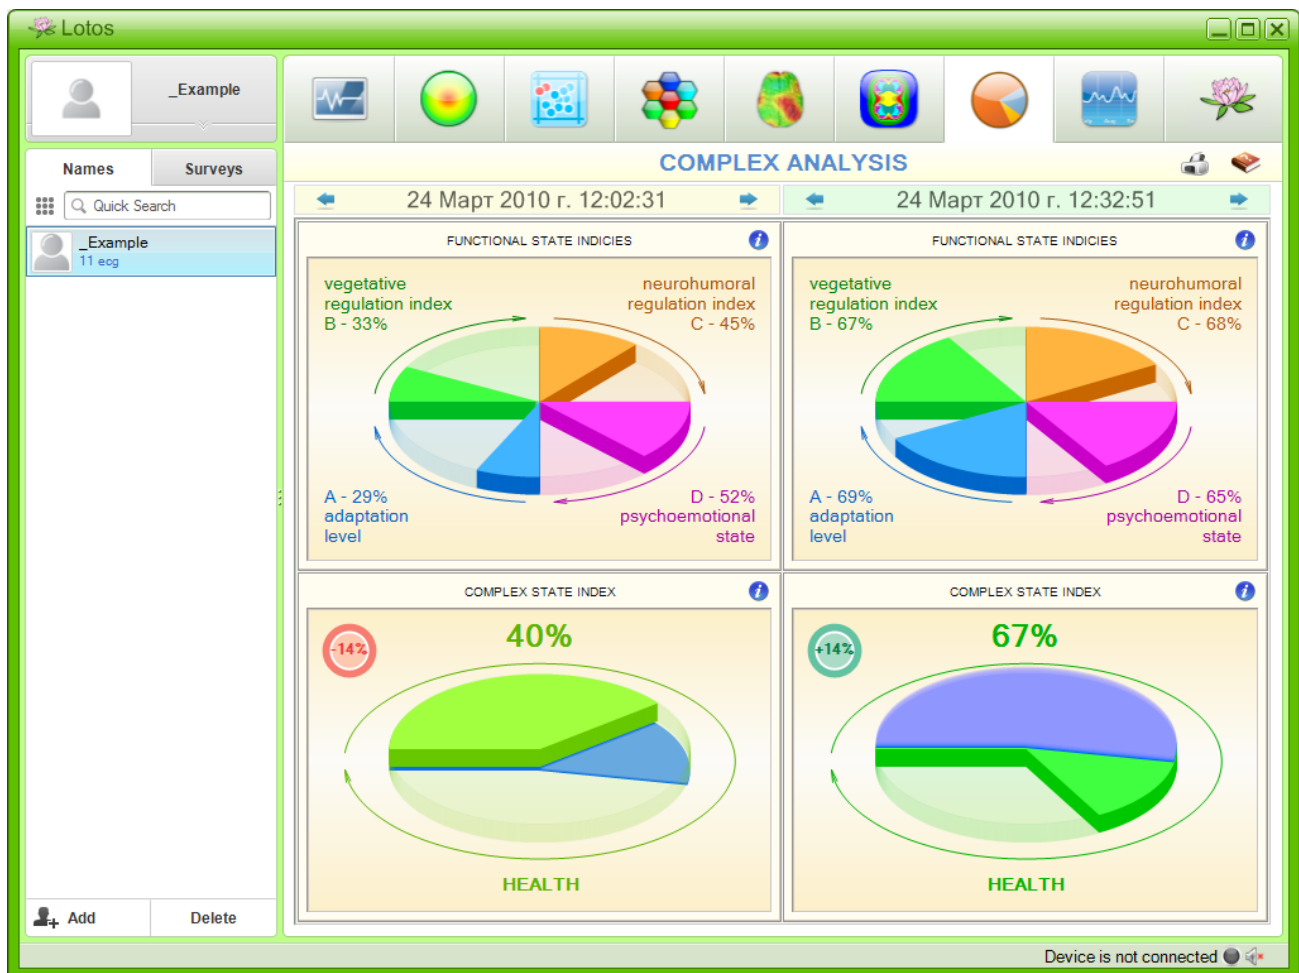 Lotos
_Example
Names
Surveys
Quick Search
_Example
11 ecg
Add
Delete
COMPLEX ANALYSIS
24 Март 2010 г. 12:02:31
24 Март 2010 г. 12:32:51
FUNCTIONAL STATE INDICIES
vegetative
regulation index
B - 33%
neurohumoral
regulation index
C - 45%
A - 29%
adaptation
level
D - 52%
psychoemotional
state
FUNCTIONAL STATE INDICIES
vegetative
regulation index
B - 67%
neurohumoral
regulation index
C - 68%
A - 69%
adaptation
level
D - 65%
psychoemotional
state
COMPLEX STATE INDEX
-14%
40%
HEALTH
COMPLEX STATE INDEX
+14%
67%
HEALTH
Device is not connected